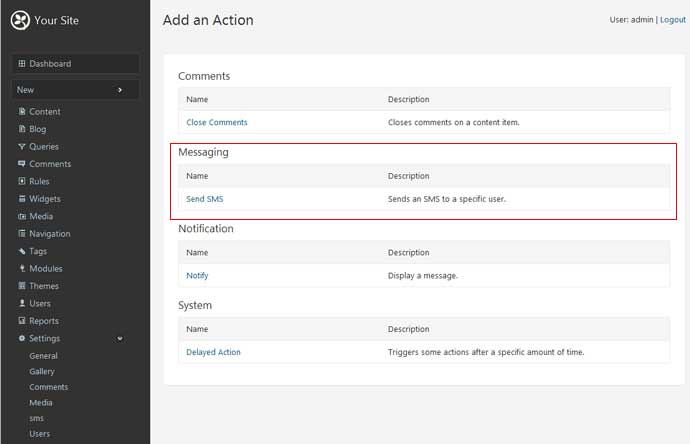 Your Site
Dashboard
New
Content
Blog
Queries
Comments
Rules
Widgets
Media
Navigation
Tags
Modules
Themes
Users
Reports
Settings
General
Gallery
Comments
Media
sms
Users
Add an Action
User: admin | Logout
Comments
Name Description
Close Comments Closes comments on a content item.
Messaging
Name Description
Send SMS Sends an SMS to a specific user.
Notification
Name Description
Notify Display a message.
System
Name Description
Delayed Action Triggers some actions after a specific amount of time.